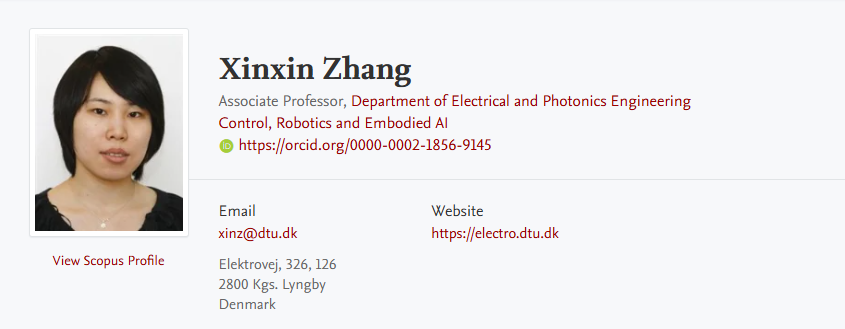 Xinxin Zhang
Associate Professor, Department of Electrical and Photonics Engineering
Control, Robotics and Embodied AI
iD https://orcid.org/0000-0002-1856-9145
Email
xinz@dtu.dk
Website
https://electro.dtu.dk
View Scopus Profile
Elektrovej, 326, 126
2800 Kgs. Lyngby
Denmark